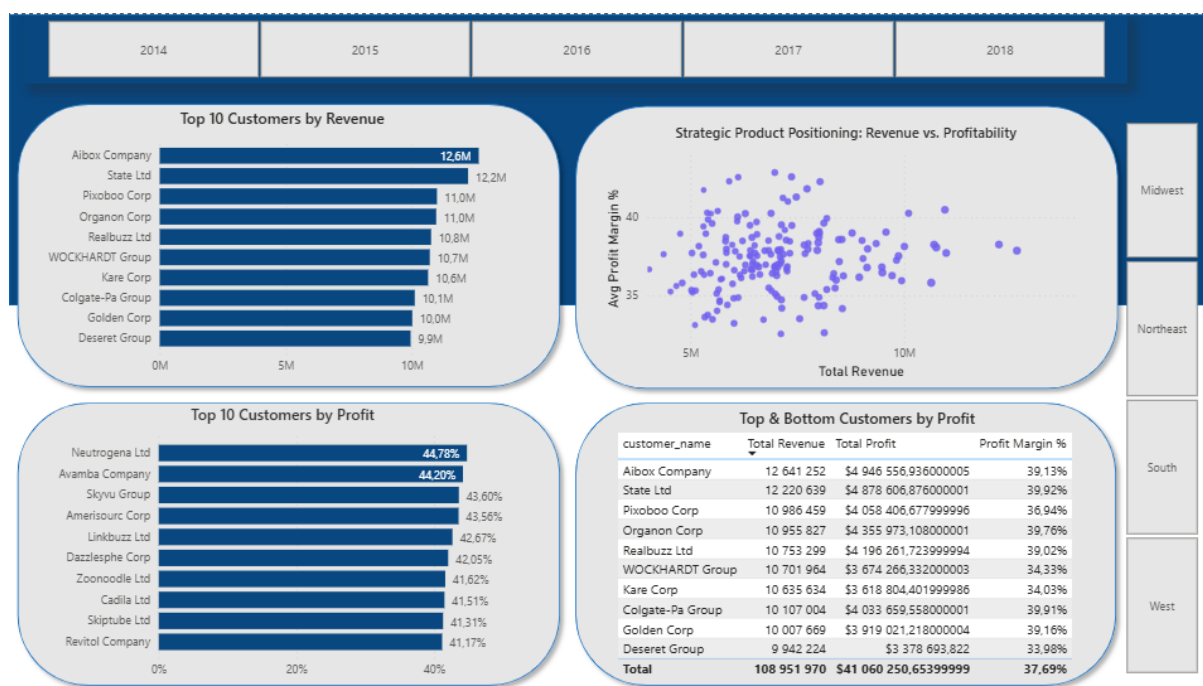 2014 2015 2016 2017 2018
Top 10 Customers by Revenue
Aibox Company 12,6M
State Ltd 12,2M
Pixoboo Corp 11,0M
Organon Corp 11,0M
Realbuzz Ltd 10,8M
WOCKHARDT Group 10,7M
Kare Corp 10,6M
Colgate-Pa Group 10,1M
Golden Corp 10,0M
Deseret Group 9,9M
0M 5M 10M
Strategic Product Positioning: Revenue vs. Profitability
Avg Profit Margin %
40
35
5M 10M
Total Revenue
Midwest
Northeast
South
West
Top 10 Customers by Profit
Neutrogena Ltd 44,78%
Avamba Company 44,20%
Skyvu Group 43,60%
Amerisourc Corp 43,56%
Linkbuzz Ltd 42,67%
Dazzlesphe Corp 42,05%
Zoonoodle Ltd 41,62%
Cadila Ltd 41,51%
Skiptube Ltd 41,31%
Revitol Company 41,17%
0% 20% 40%
Top & Bottom Customers by Profit
customer_name Total Revenue Total Profit Profit Margin %
Aibox Company 12 641 252 $4 946 556,936000005 39,13%
State Ltd 12 220 639 $4 878 606,876000001 39,92%
Pixoboo Corp 10 986 459 $4 058 406,677999996 36,94%
Organon Corp 10 955 827 $4 355 973,108000001 39,76%
Realbuzz Ltd 10 753 299 $4 196 261,723999994 39,02%
WOCKHARDT Group 10 701 964 $3 674 266,332000003 34,33%
Kare Corp 10 635 634 $3 618 804,401999986 34,03%
Colgate-Pa Group 10 107 004 $4 033 659,558000001 39,91%
Golden Corp 10 007 669 $3 919 021,218000004 39,16%
Deseret Group 9 942 224 $3 378 693,822 33,98%
Total 108 951 970 $41 060 250,65399999 37,69%